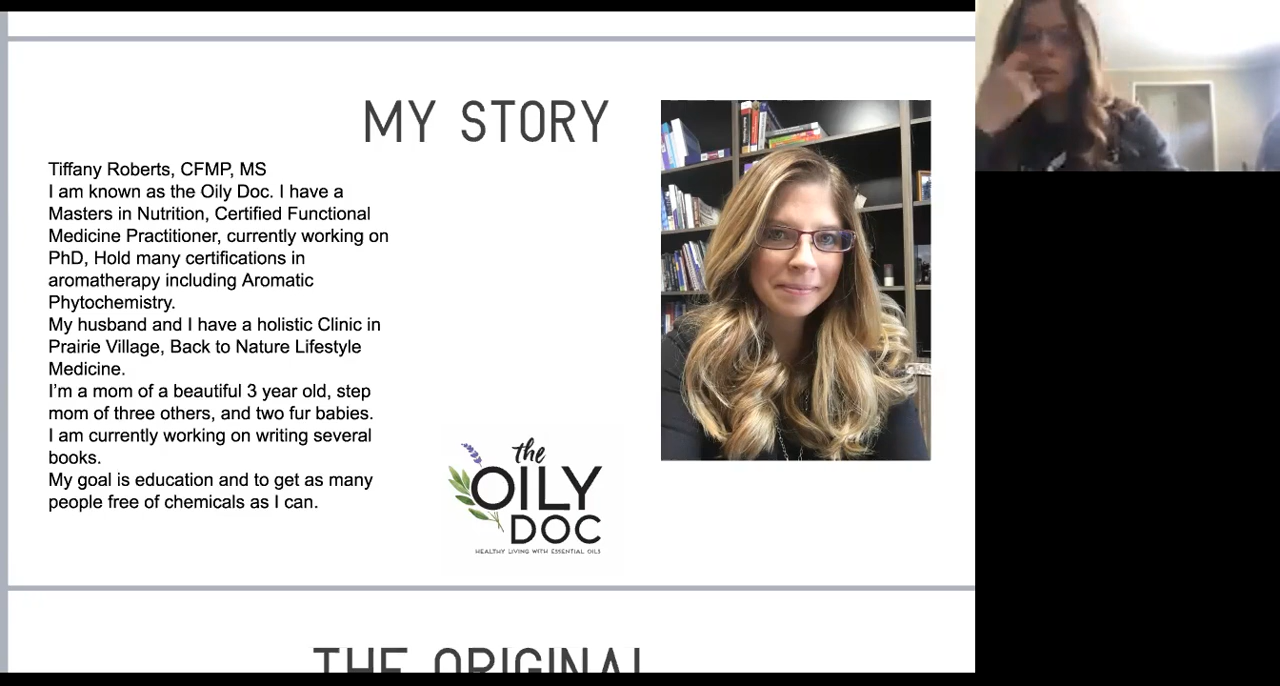 MY STORY
Tiffany Roberts, CFMP, MS
I am known as the Oily Doc. I have a
Masters in Nutrition, Certified Functional
Medicine Practitioner, currently working on
PhD, Hold many certifications in
aromatherapy including Aromatic
Phytochemistry.
My husband and I have a holistic Clinic in
Prairie Village, Back to Nature Lifestyle
Medicine.
I’m a mom of a beautiful 3 year old, step
mom of three others, and two fur babies.
I am currently working on writing several
books.
My goal is education and to get as many
people free of chemicals as I can.
the
OILY
DOC
HEALTHY LIVING WITH ESSENTIAL OILS
THE ORIGINAL